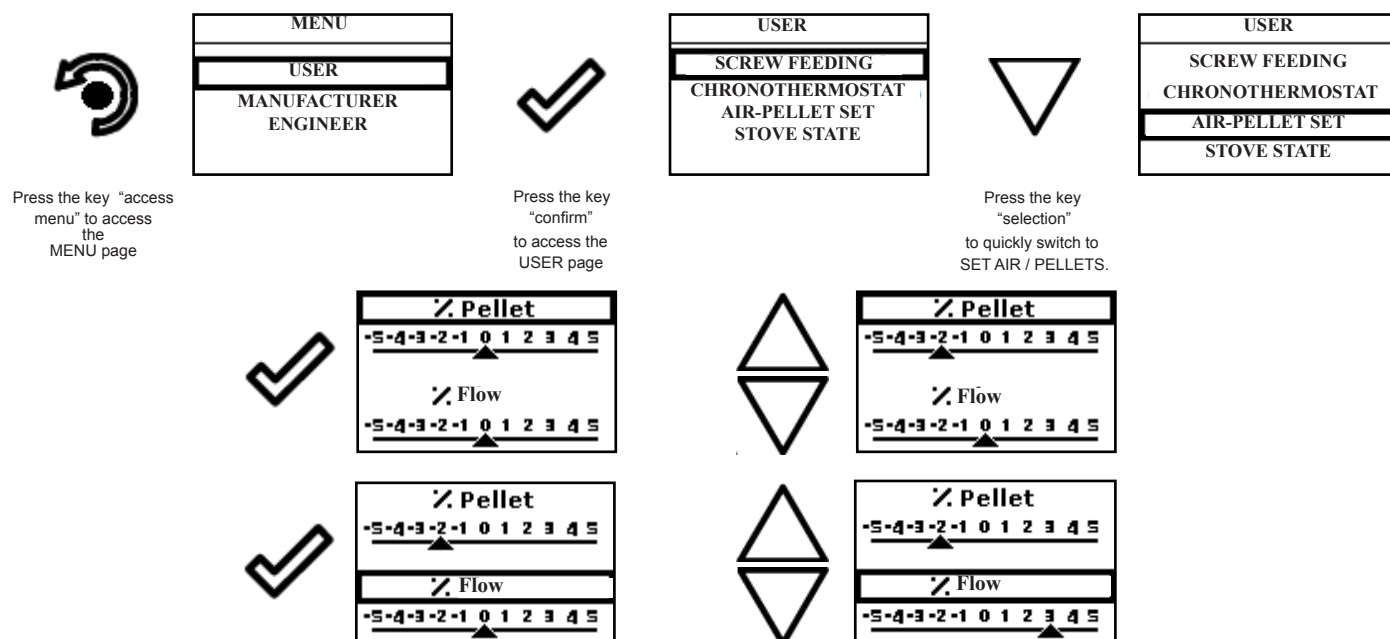 MENU
USER
MANUFACTURER
ENGINEER
USER
SCREW FEEDING
CHRONOTHERMOSTAT
AIR-PELLET SET
STOVE STATE
USER
SCREW FEEDING
CHRONOTHERMOSTAT
AIR-PELLET SET
STOVE STATE
Press the key “access
menu” to access
the
MENU page
Press the key
“confirm”
to access the
USER page
Press the key
“selection”
to quickly switch to
SET AIR / PELLETS.
% Pellet
-5-4-3-2-1 0 1 2 3 4 5
% Flow
-5-4-3-2-1 0 1 2 3 4 5
% Pellet
-5-4-3-2-1 0 1 2 3 4 5
% Flow
-5-4-3-2-1 0 1 2 3 4 5
% Pellet
-5-4-3-2-1 0 1 2 3 4 5
% Flow
-5-4-3-2-1 0 1 2 3 4 5
% Pellet
-5-4-3-2-1 0 1 2 3 4 5
% Flow
-5-4-3-2-1 0 1 2 3 4 5